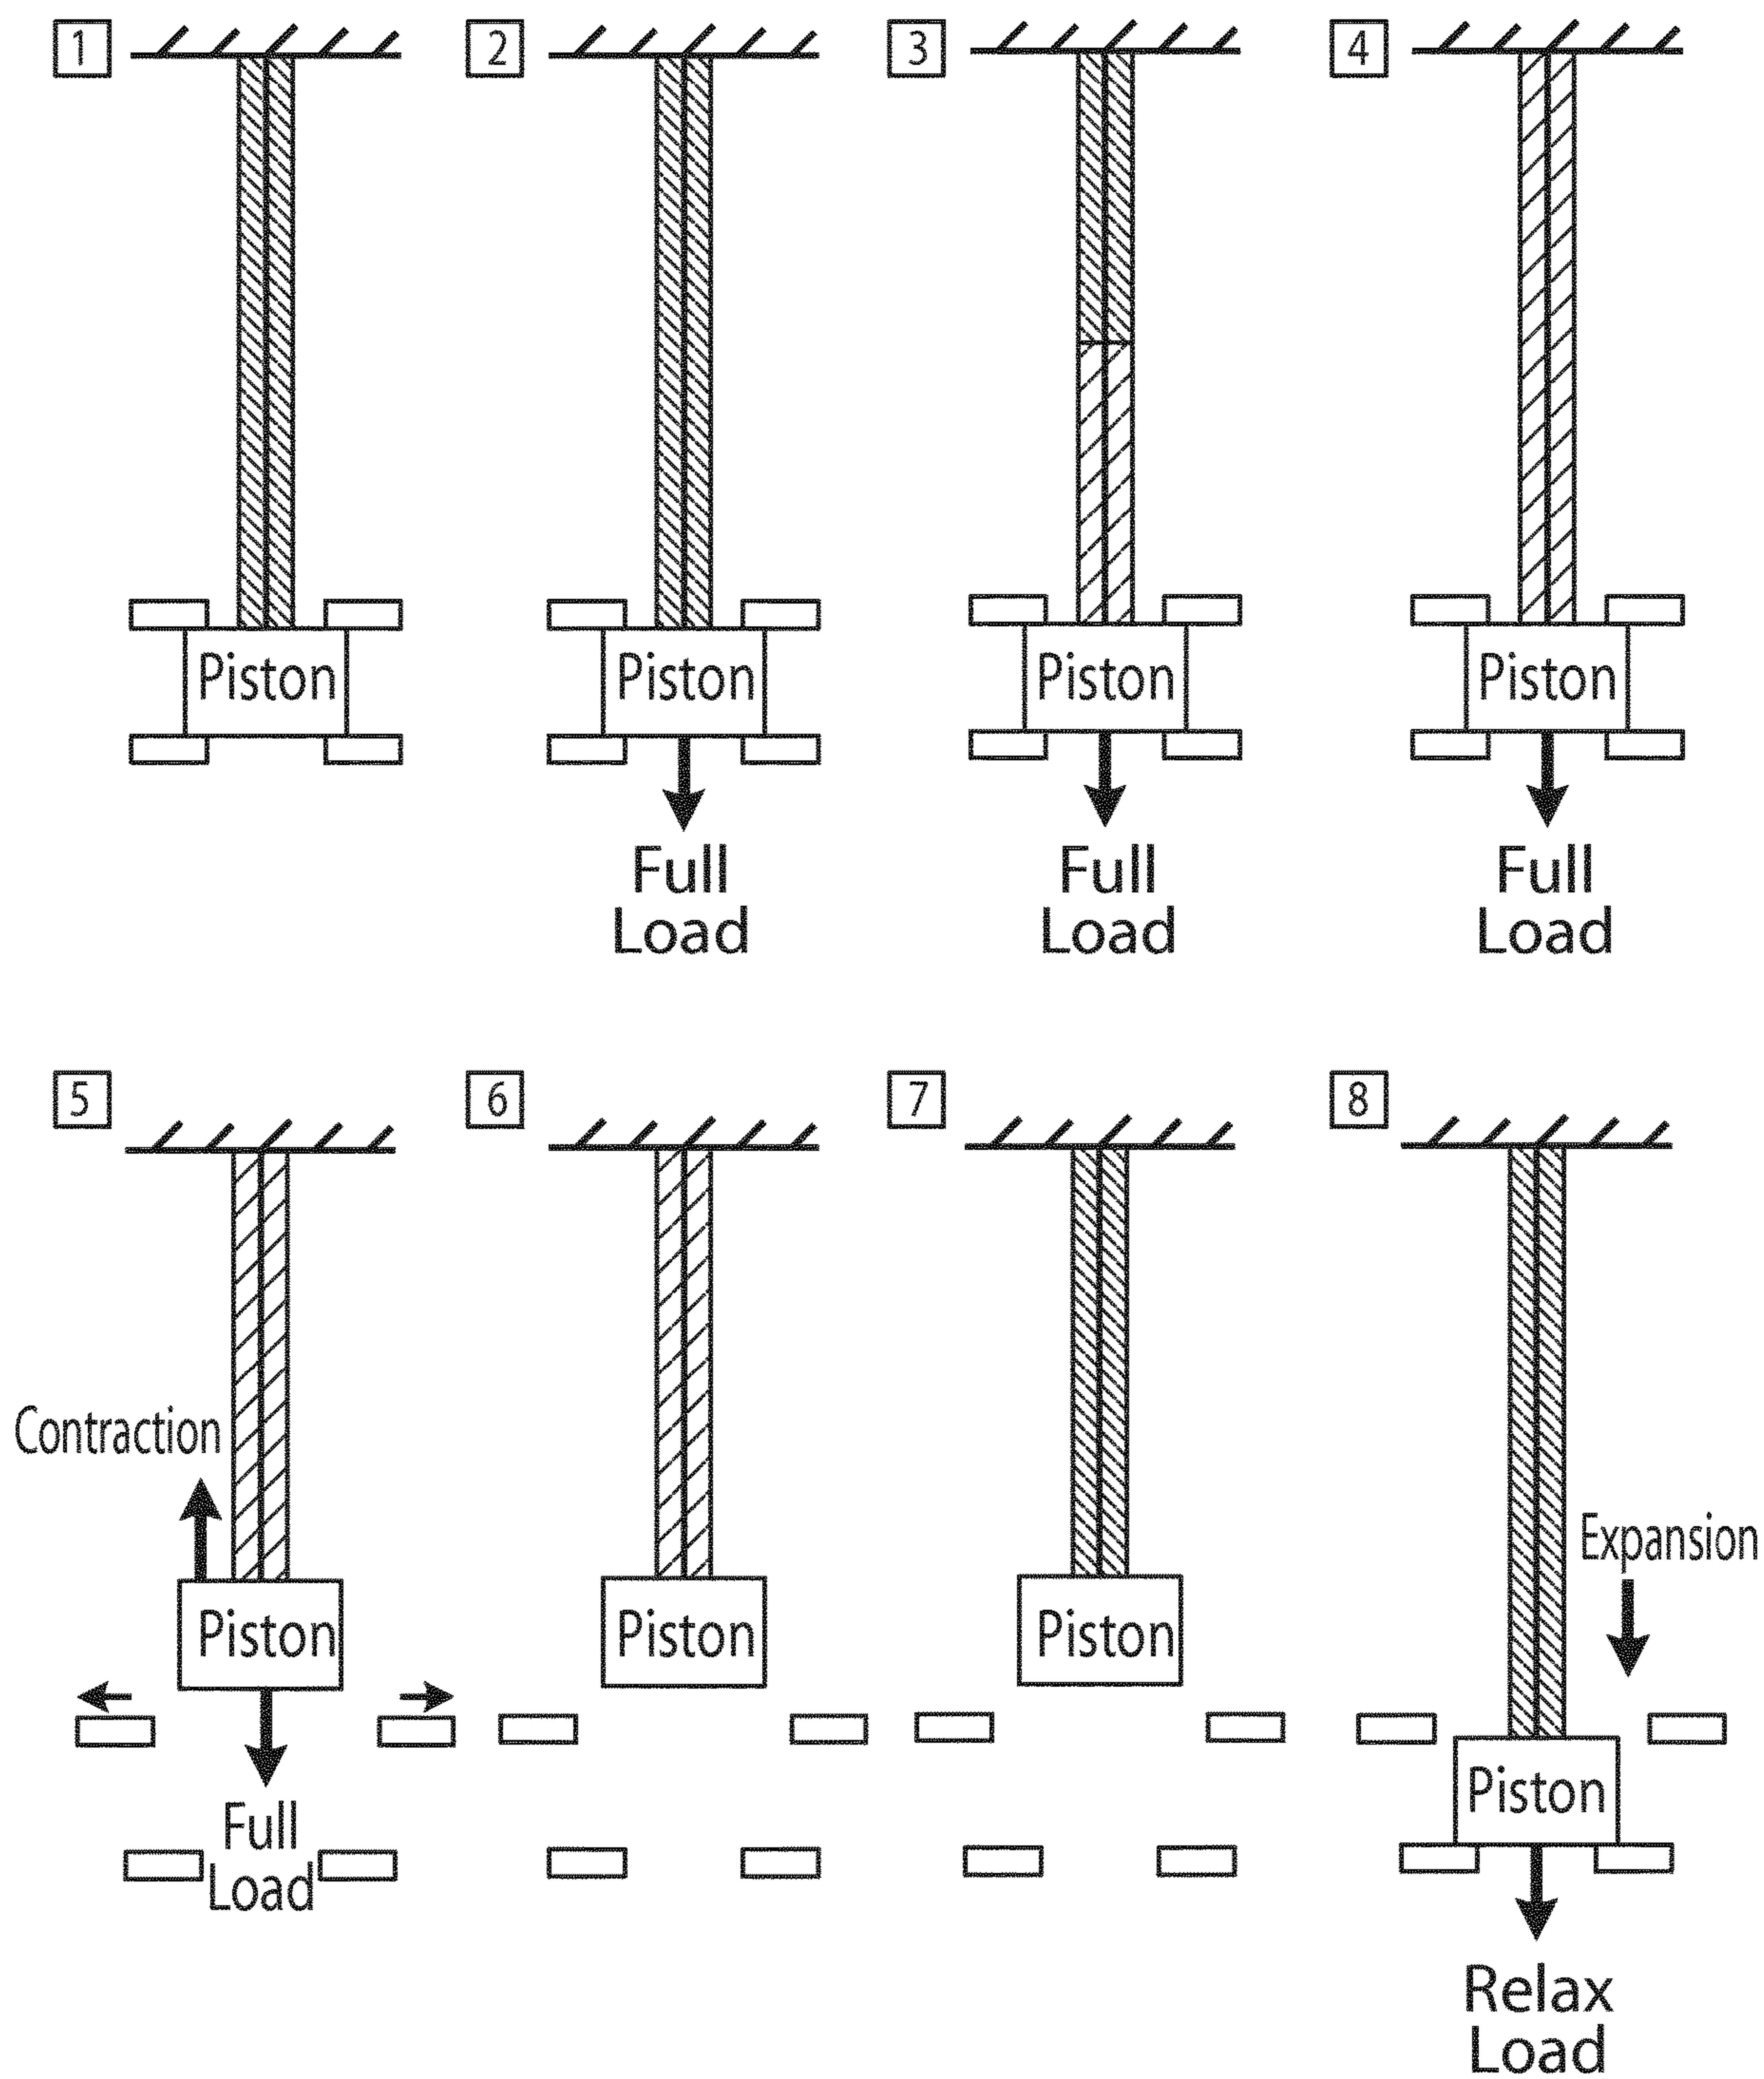 1
2
3
4
Piston
Piston
Piston
Piston
Full
Load
Full
Load
Full
Load
5
6
7
8
Contraction
Expansion
Piston
Piston
Piston
Piston
Full
Load
Relax
Load